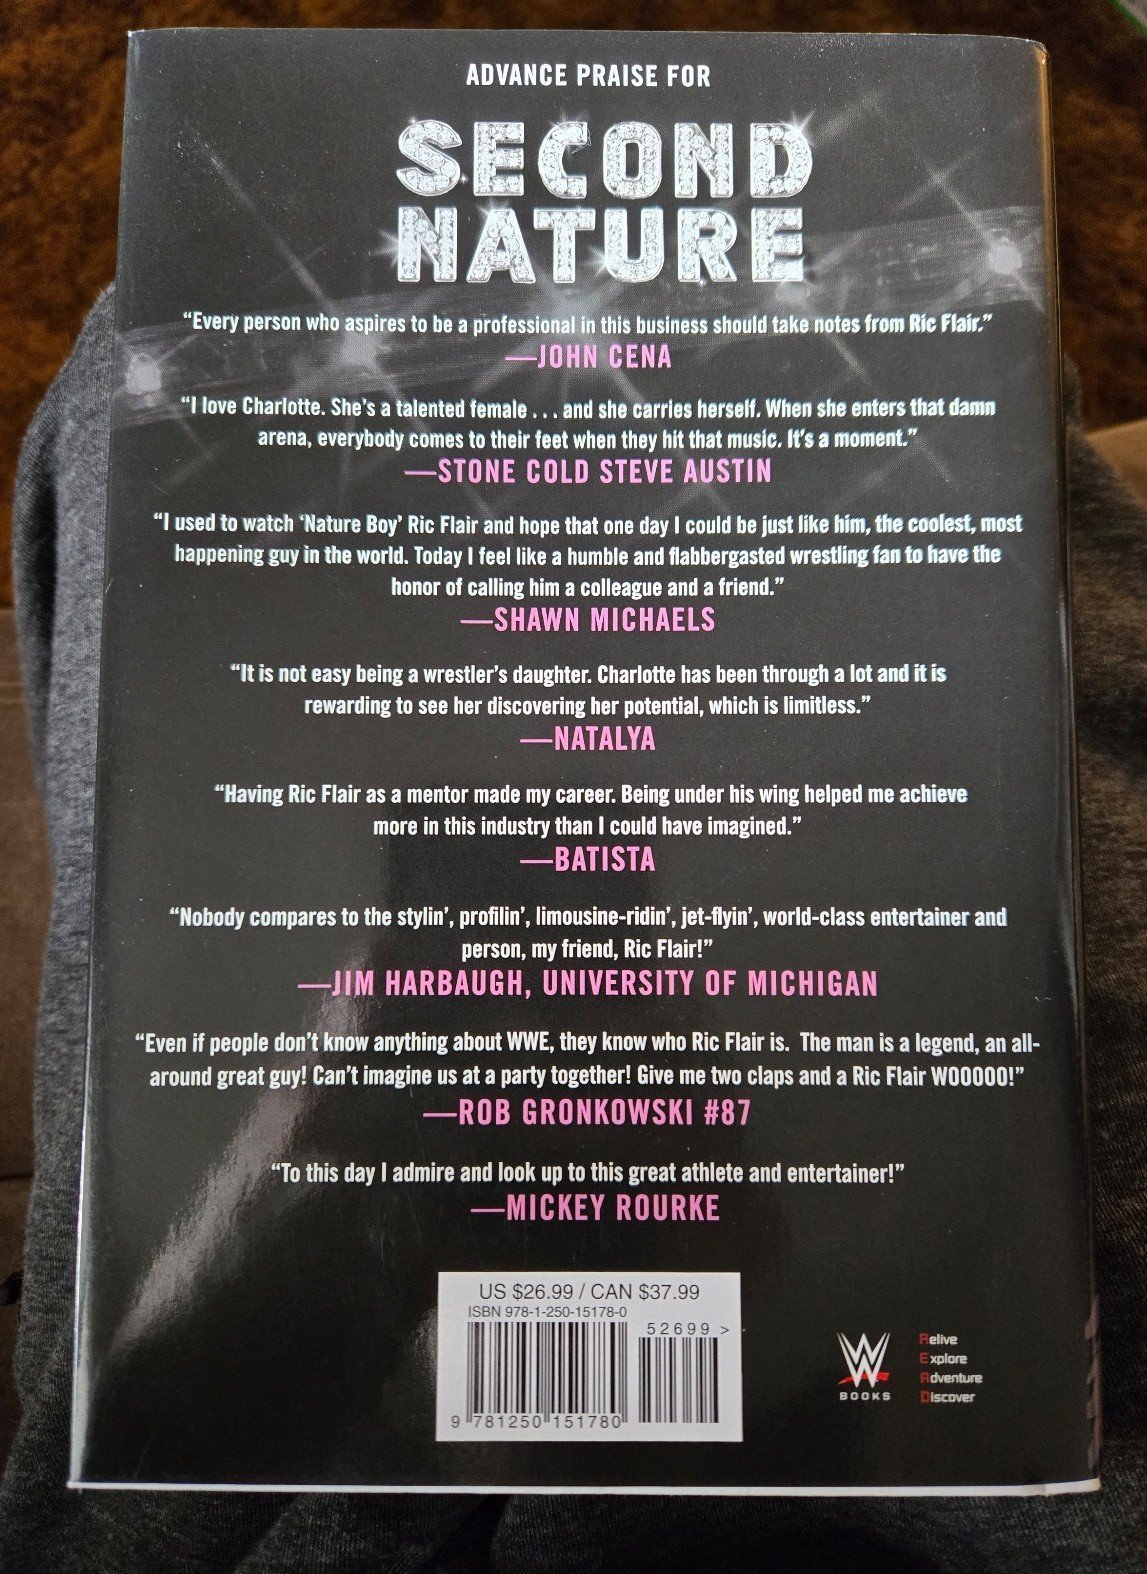 ADVANCE PRAISE FOR
SECOND
NATURE
“Every person who aspires to be a professional in this business should take notes from Ric Flair.”
—JOHN CENA
“I love Charlotte. She’s a talented female . . . and she carries herself. When she enters that damn
arena, everybody comes to their feet when they hit that music. It’s a moment.”
—STONE COLD STEVE AUSTIN
“I used to watch ‘Nature Boy’ Ric Flair and hope that one day I could be just like him, the coolest, most
happening guy in the world. Today I feel like a humble and flabbergasted wrestling fan to have the
honor of calling him a colleague and a friend.”
—SHAWN MICHAELS
“It is not easy being a wrestler’s daughter. Charlotte has been through a lot and it is
rewarding to see her discovering her potential, which is limitless.”
—NATALYA
“Having Ric Flair as a mentor made my career. Being under his wing helped me achieve
more in this industry than I could have imagined.”
—BATISTA
“Nobody compares to the stylin’, profilin’, limousine-ridin’, jet-flyin’, world-class entertainer and
person, my friend, Ric Flair!”
—JIM HARBAUGH, UNIVERSITY OF MICHIGAN
“Even if people don’t know anything about WWE, they know who Ric Flair is. The man is a legend, an all-
around great guy! Can’t imagine us at a party together! Give me two claps and a Ric Flair WOOOOO!”
—ROB GRONKOWSKI #87
“To this day I admire and look up to this great athlete and entertainer!”
—MICKEY ROURKE
US $26.99 / CAN $37.99
ISBN 978-1-250-15178-0
52699 >
9 781250 151780
W
BOOKS
Relive
Explore
Adventure
Discover